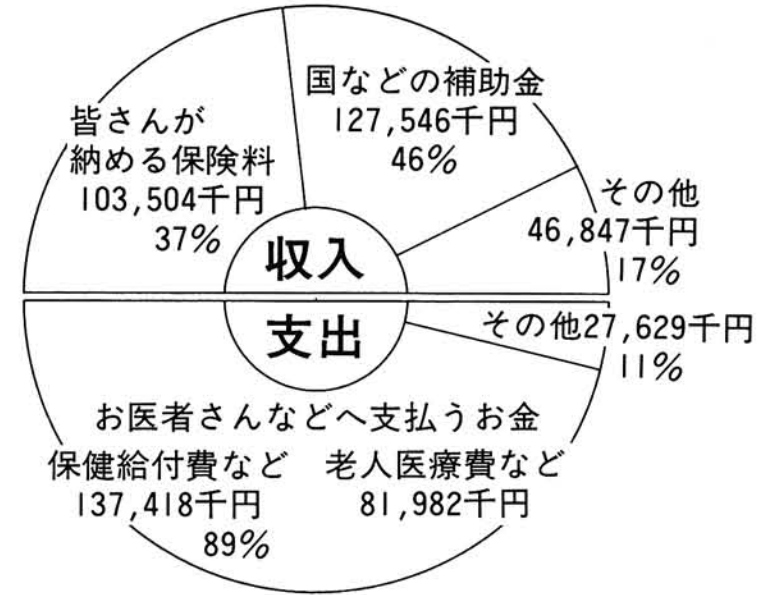 国などの補助金
127,546千円
46%
皆さんが
納める保険料
103,504千円
37%
その他
46,847千円
17%
収入
支出
その他27,629千円
11%
お医者さんなどへ支払うお金
保健給付費など
137,418千円
老人医療費など
81,982千円
89%